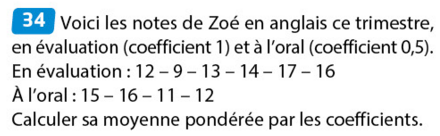 34 Voici les notes de Zoé en anglais ce trimestre,
en évaluation (coefficient 1) et à l'oral (coefficient 0,5).
En évaluation : 12 – 9 – 13 – 14 – 17 – 16
À l'oral : 15 – 16 – 11 – 12
Calculer sa moyenne pondérée par les coefficients.